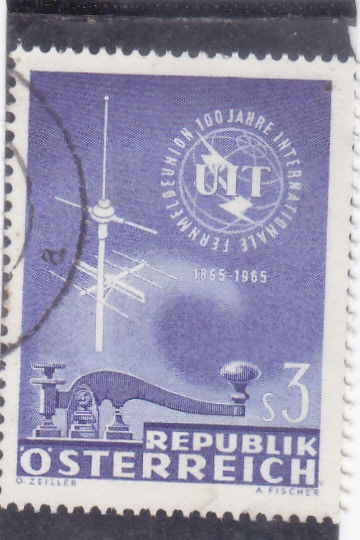 100 JAHRE INTERNATIONALE FERNMELDEUNION
UIT
1865-1965
S 3
REPUBLIK
ÖSTERREICH
O. ZEILLER
A. FISCHER
a